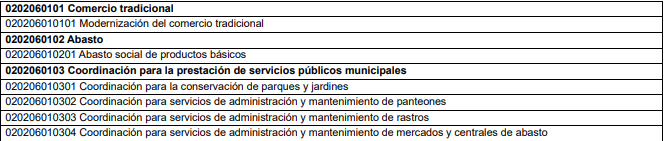 0202060101 Comercio tradicional
020206010101 Modernización del comercio tradicional
0202060102 Abasto
020206010201 Abasto social de productos básicos
0202060103 Coordinación para la prestación de servicios públicos municipales
020206010301 Coordinación para la conservación de parques y jardines
020206010302 Coordinación para servicios de administración y mantenimiento de panteones
020206010303 Coordinación para servicios de administración y mantenimiento de rastros
020206010304 Coordinación para servicios de administración y mantenimiento de mercados y centrales de abasto